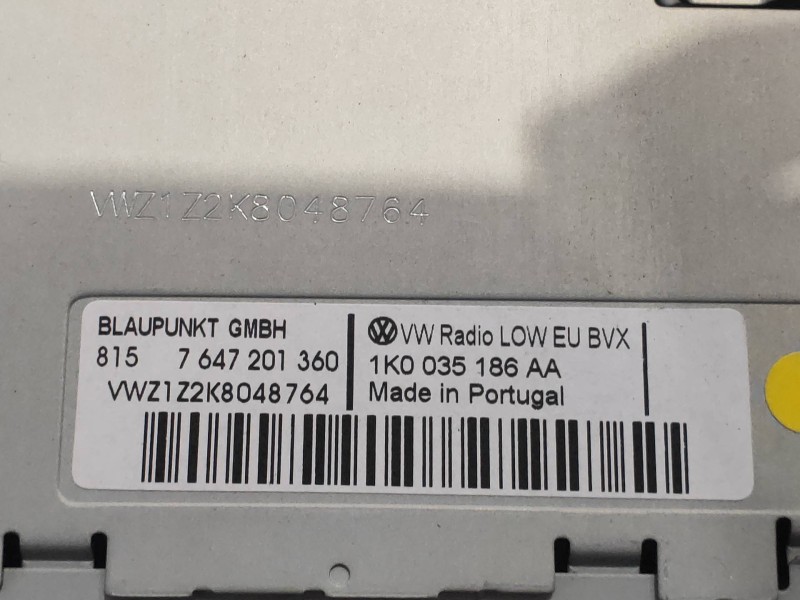 VWZ1Z2K8048764
BLAUPUNKT GMBH
815 7 647 201 360
VWZ1Z2K8048764
VW Radio LOW EU BVX
1K0 035 186 AA
Made in Portugal